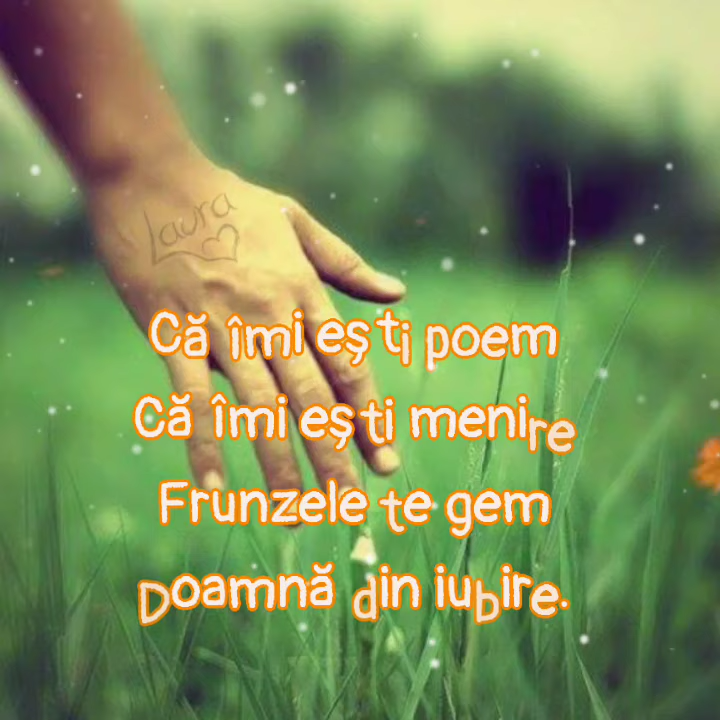 Laura
Că îmi ești poem
Că îmi ești menire
Frunzele te gem
Doamnă din iubire.